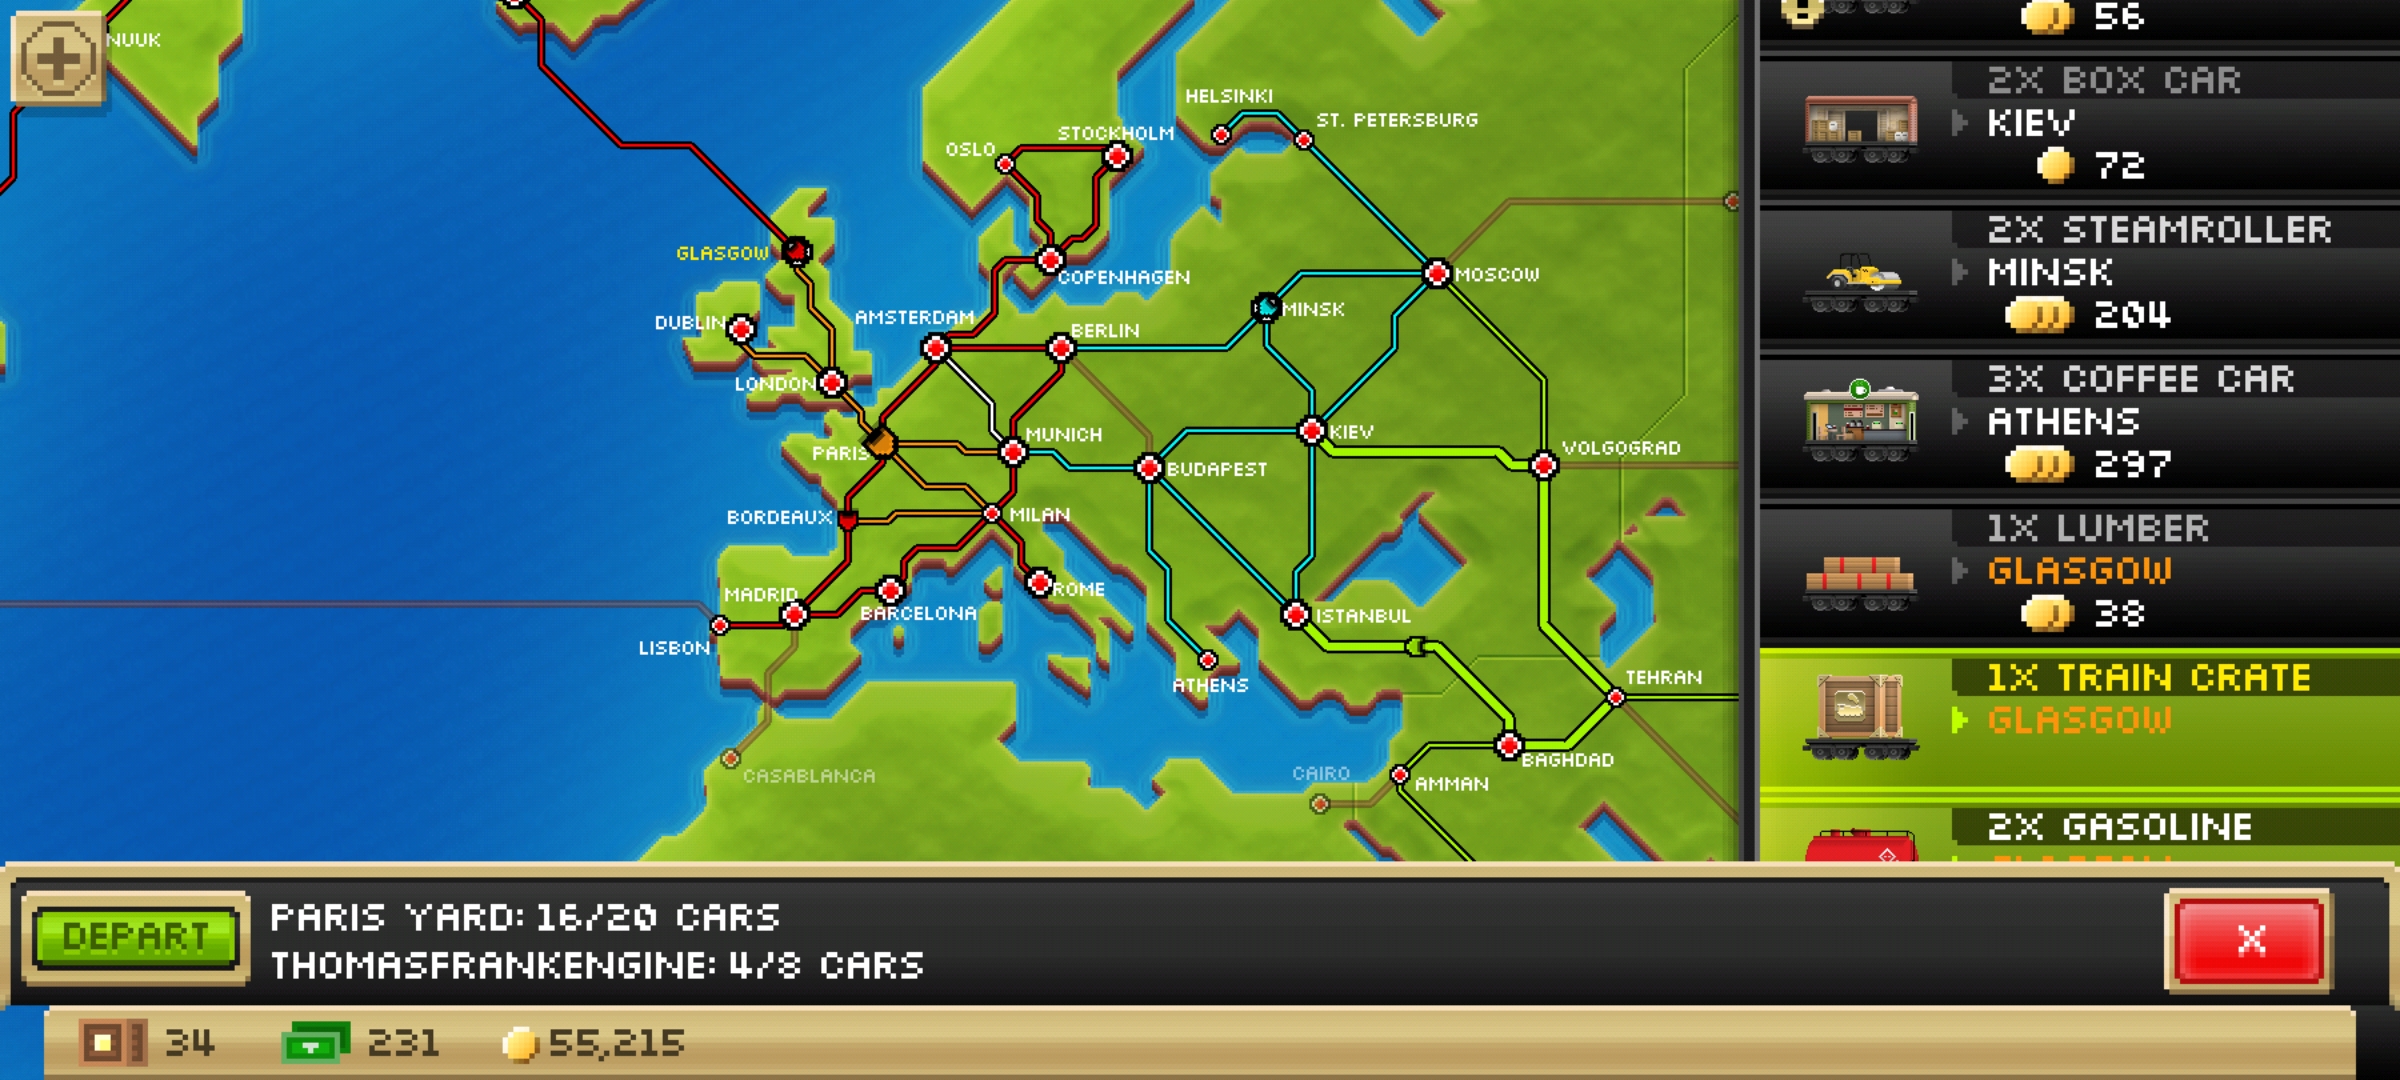 NUUK
HELSINKI
ST. PETERSBURG
STOCKHOLM
OSLO
GLASGOW
COPENHAGEN
MOSCOW
DUBLIN
AMSTERDAM
MINSK
BERLIN
LONDON
PARIS
MUNICH
KIEV
BUDAPEST
VOLGOGRAD
BORDEAUX
MILAN
MADRID
ROME
BARCELONA
ISTANBUL
LISBON
ATHENS
TEHRAN
CASABLANCA
CAIRO
BAGHDAD
AMMAN
56
2X BOX CAR
KIEV
72
2X STEAMROLLER
MINSK
204
3X COFFEE CAR
ATHENS
297
1X LUMBER
GLASGOW
38
1X TRAIN CRATE
GLASGOW
2X GASOLINE
DEPART
PARIS YARD: 16/20 CARS
THOMASFRANKENGINE: 4/8 CARS
X
34
231
55,215